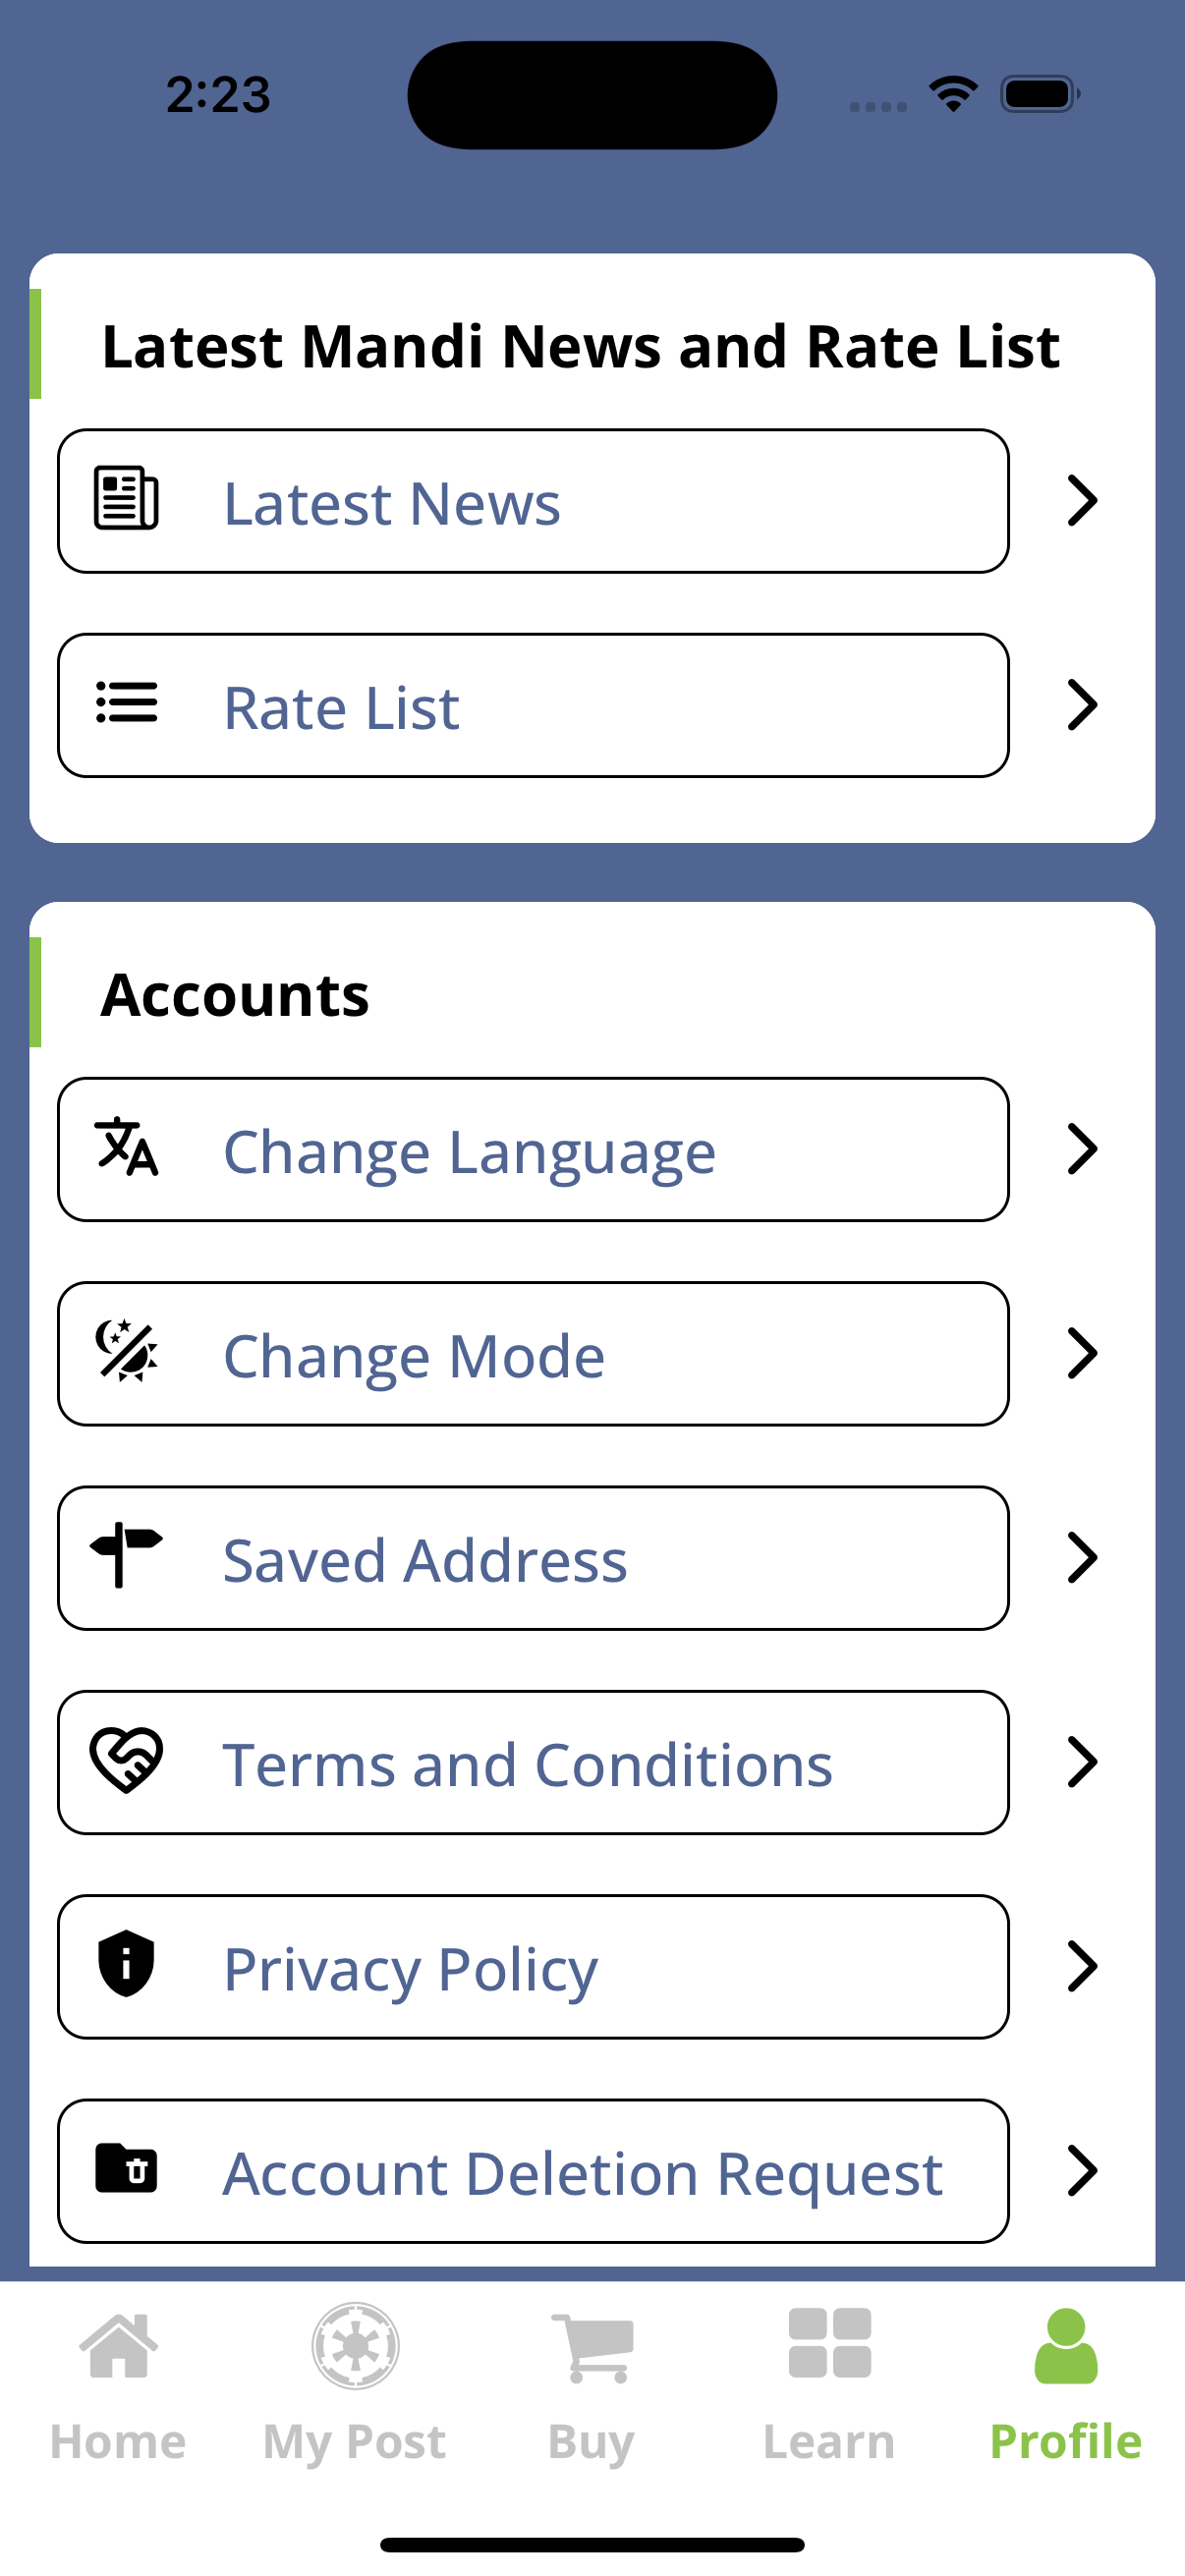 2:23
Latest Mandi News and Rate List
Latest News
Rate List
Accounts
Change Language
Change Mode
Saved Address
Terms and Conditions
Privacy Policy
Account Deletion Request
Home
My Post
Buy
Learn
Profile